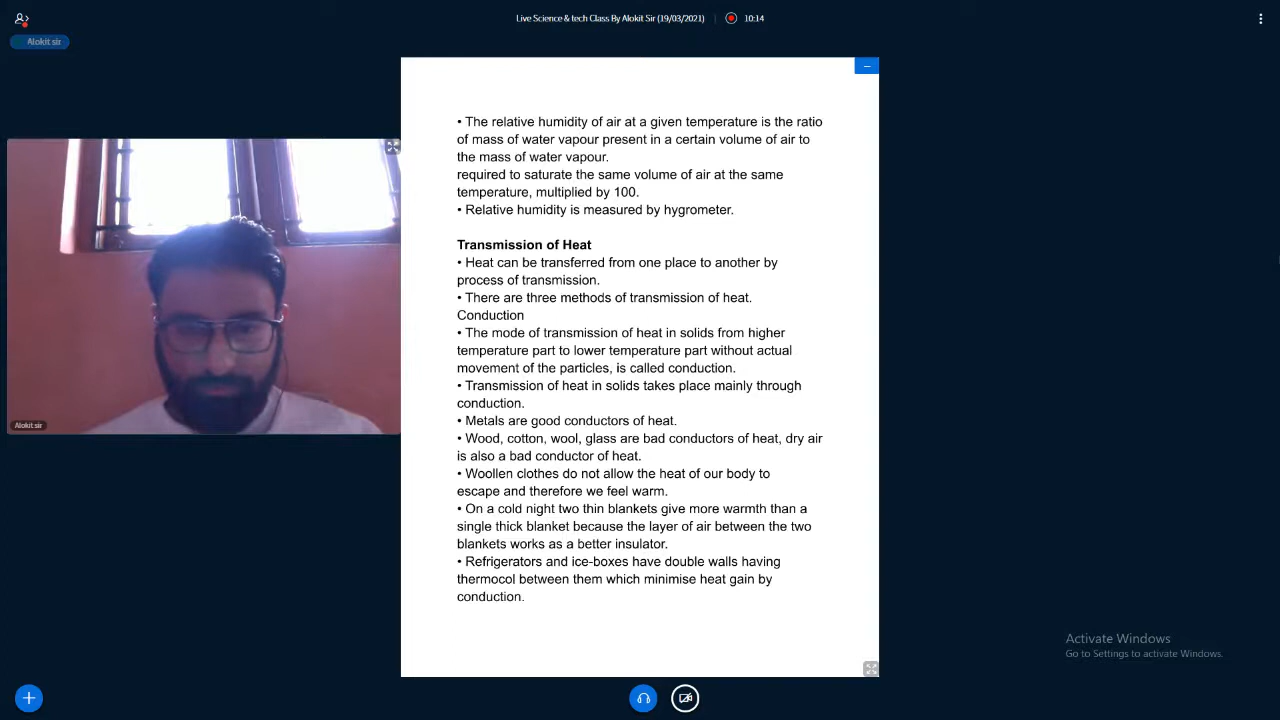 Live Science & tech Class By Alokit Sir (19/03/2021)
10:14
Alokit sir
• The relative humidity of air at a given temperature is the ratio
of mass of water vapour present in a certain volume of air to
the mass of water vapour.
required to saturate the same volume of air at the same
temperature, multiplied by 100.
• Relative humidity is measured by hygrometer.
Transmission of Heat
• Heat can be transferred from one place to another by
process of transmission.
• There are three methods of transmission of heat.
Conduction
• The mode of transmission of heat in solids from higher
temperature part to lower temperature part without actual
movement of the particles, is called conduction.
• Transmission of heat in solids takes place mainly through
conduction.
• Metals are good conductors of heat.
• Wood, cotton, wool, glass are bad conductors of heat, dry air
is also a bad conductor of heat.
• Woollen clothes do not allow the heat of our body to
escape and therefore we feel warm.
• On a cold night two thin blankets give more warmth than a
single thick blanket because the layer of air between the two
blankets works as a better insulator.
• Refrigerators and ice-boxes have double walls having
thermocol between them which minimise heat gain by
conduction.
Alokit sir
Activate Windows
Go to Settings to activate Windows.